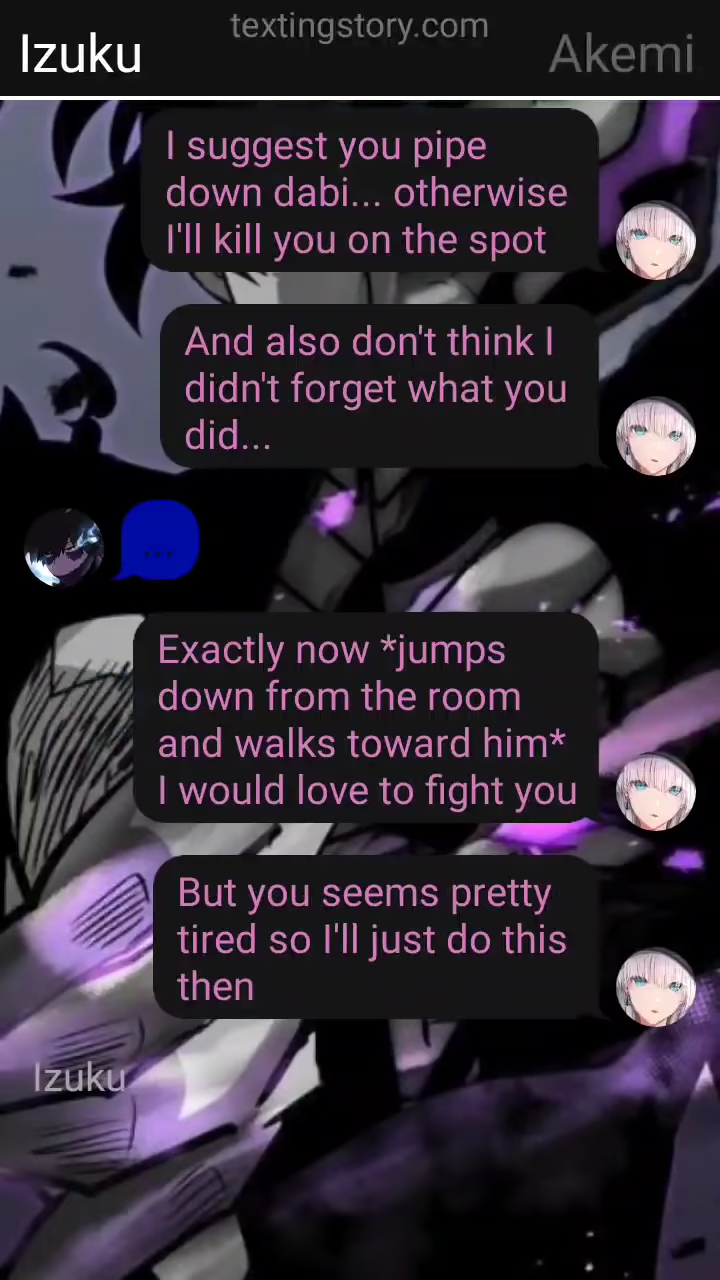 textingstory.com
Izuku
Akemi
I suggest you pipe
down dabi... otherwise
I'll kill you on the spot
And also don't think I
didn't forget what you
did...
...
Exactly now *jumps
down from the room
and walks toward him*
I would love to fight you
But you seems pretty
tired so I'll just do this
then
Izuku